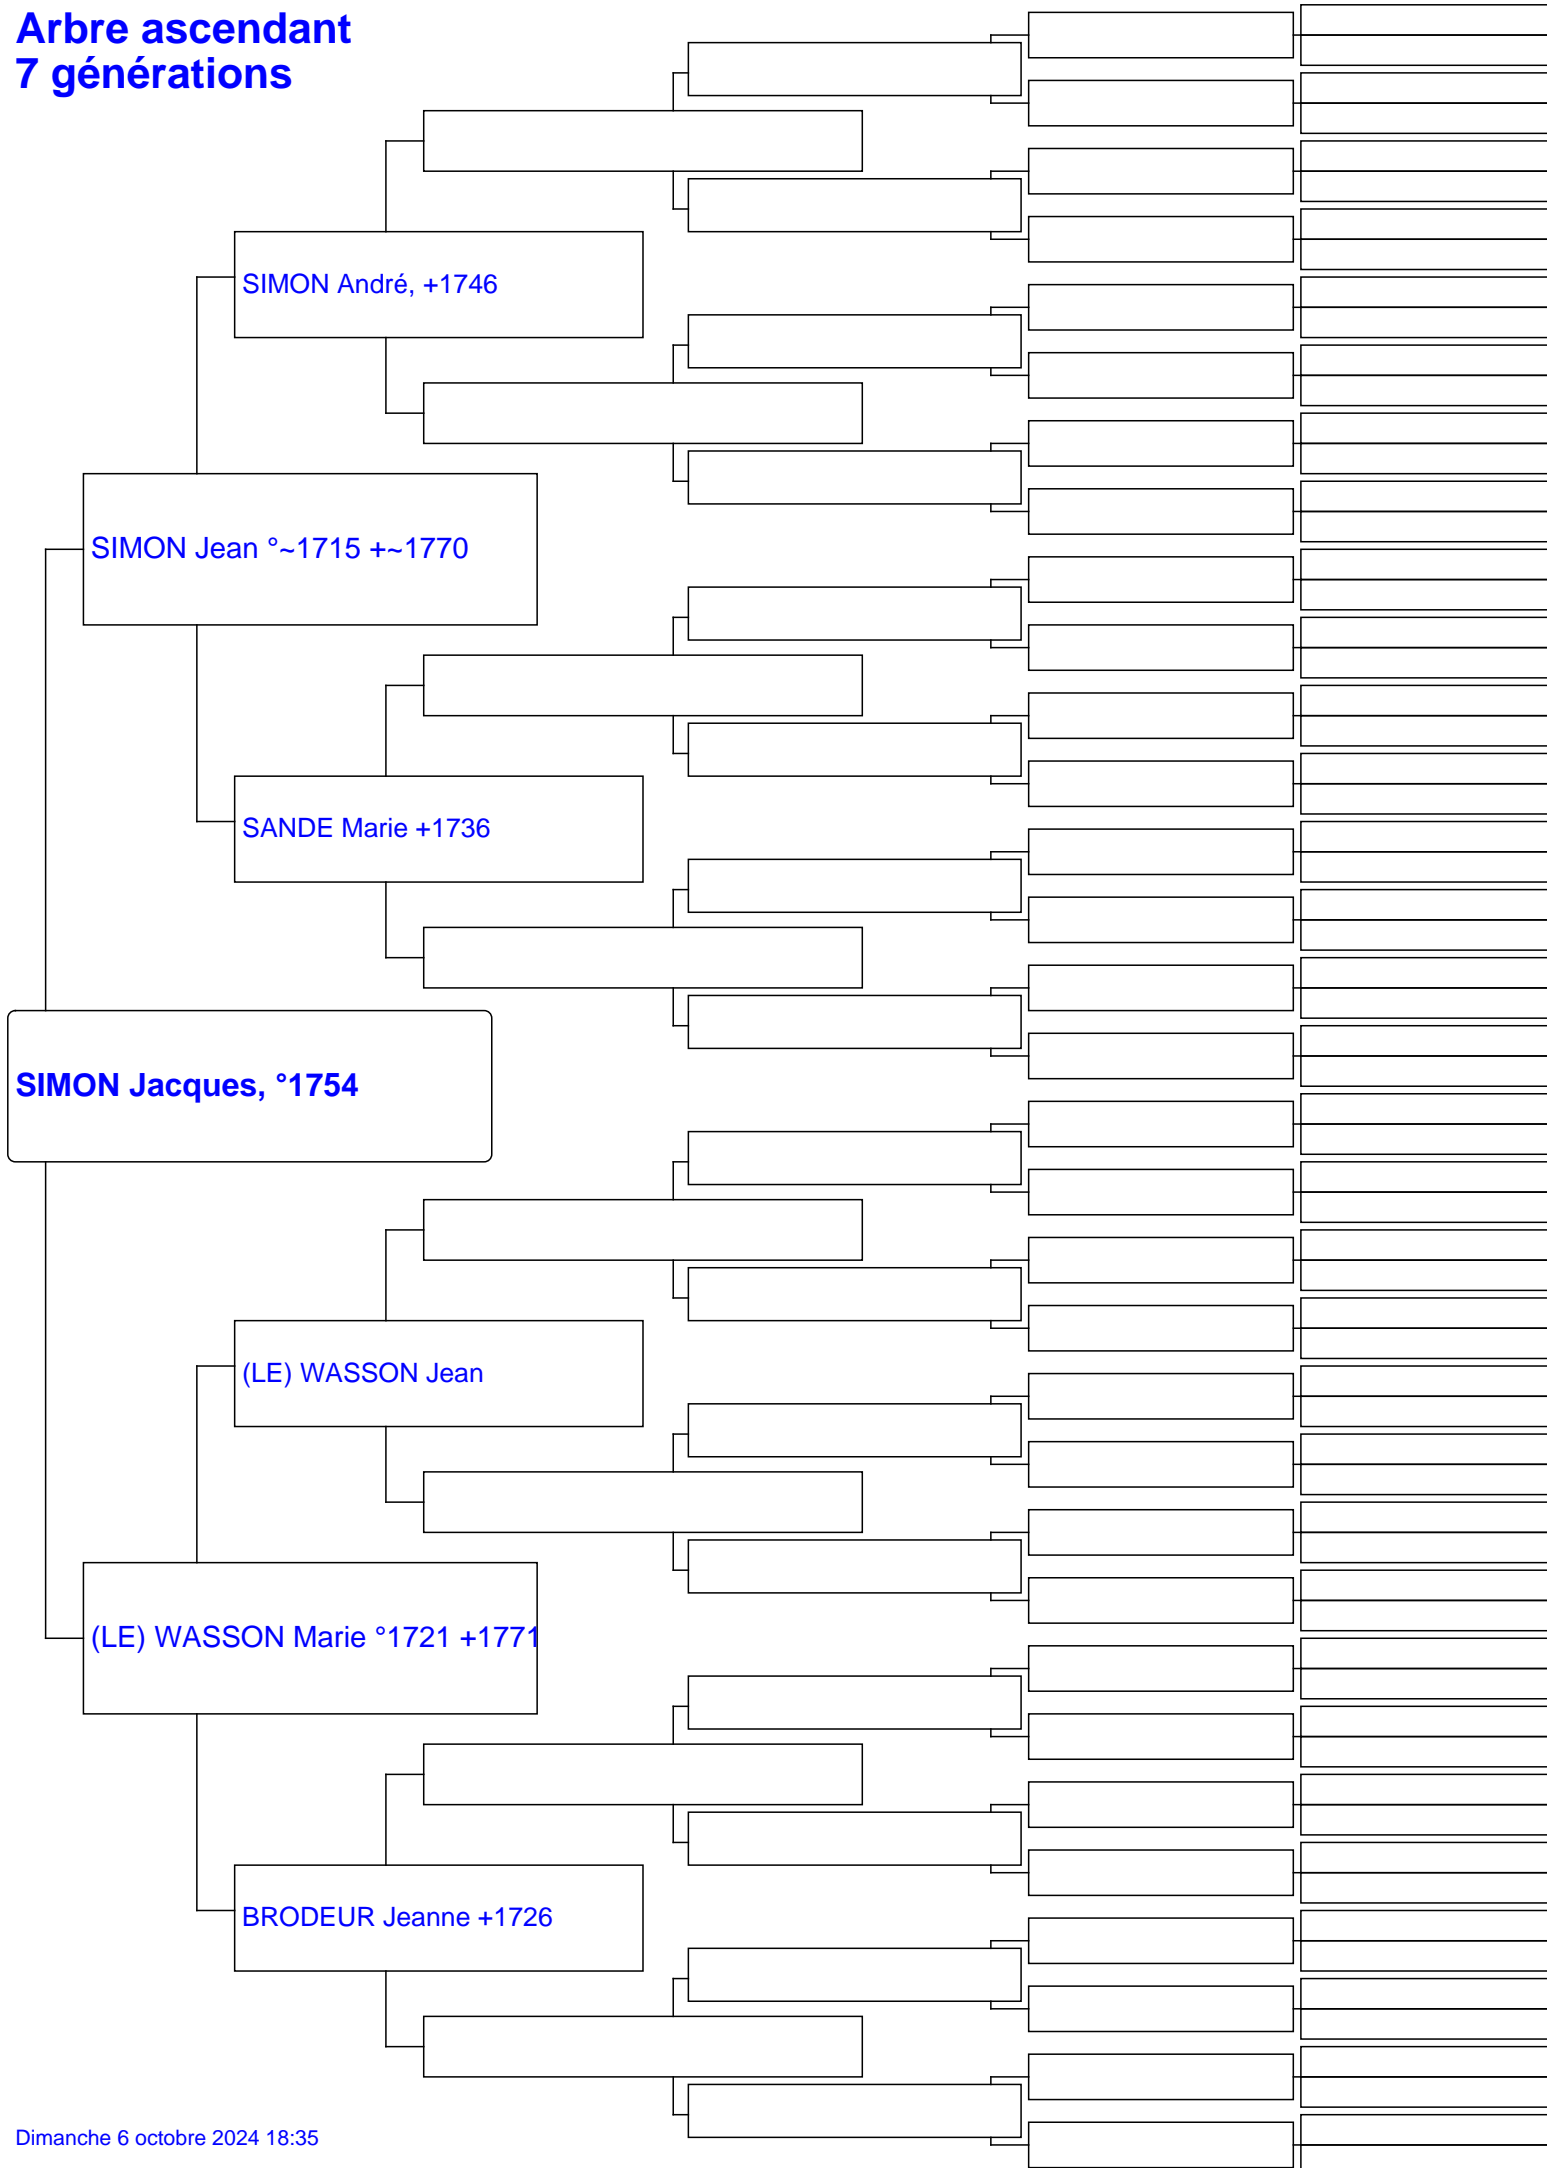 Arbre ascendant
7 générations
SIMON André, +1746
SIMON Jean °~1715 +~1770
SANDE Marie +1736
SIMON Jacques, °1754
(LE) WASSON Jean
(LE) WASSON Marie °1721 +1771
BRODEUR Jeanne +1726
Dimanche 6 octobre 2024 18:35